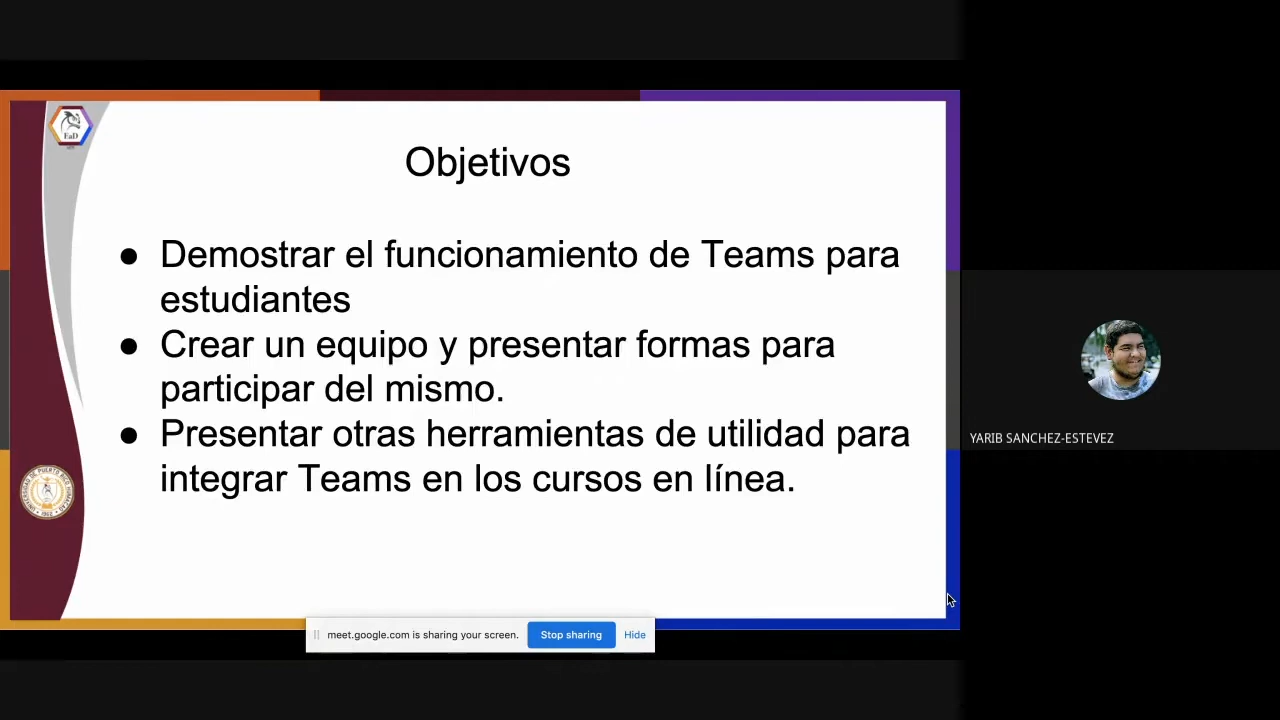 EaD
Objetivos
● Demostrar el funcionamiento de Teams para
estudiantes
● Crear un equipo y presentar formas para
participar del mismo.
● Presentar otras herramientas de utilidad para
integrar Teams en los cursos en línea.
YARIB SANCHEZ-ESTEVEZ
meet.google.com is sharing your screen.
Stop sharing
Hide